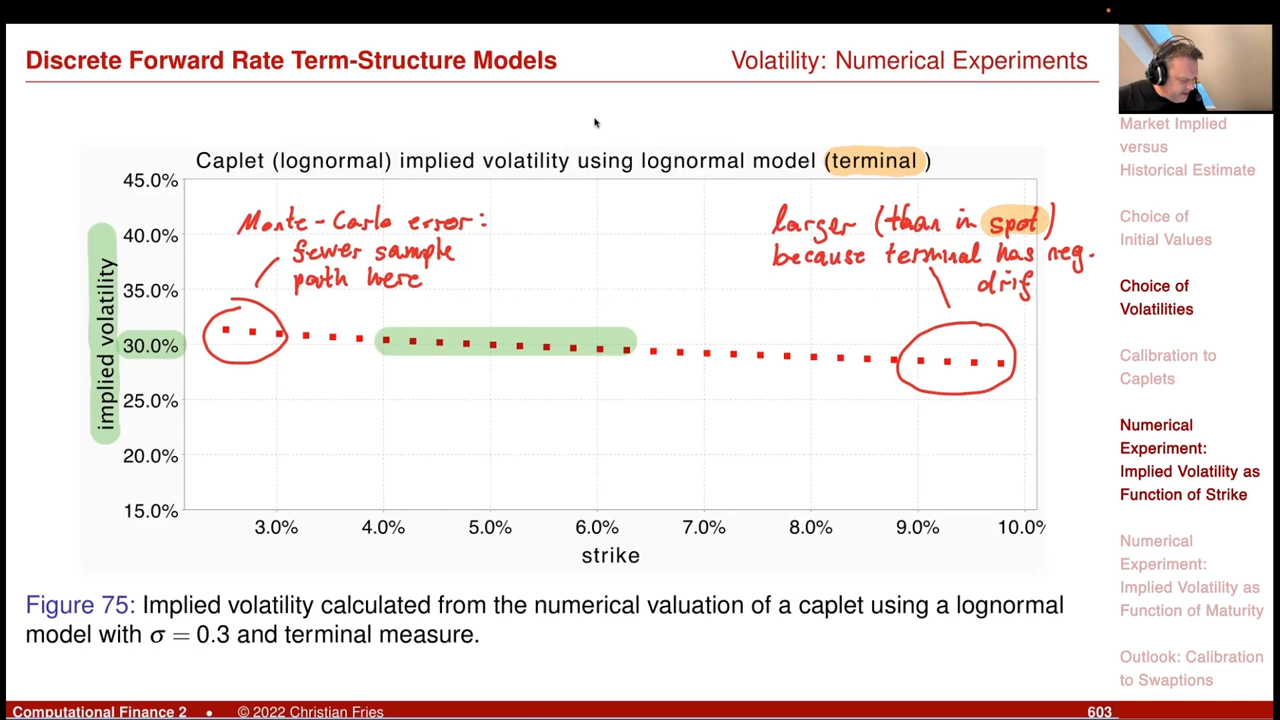 Discrete Forward Rate Term-Structure Models
Volatility: Numerical Experiments
Caplet (lognormal) implied volatility using lognormal model (terminal )
45.0%
40.0%
35.0%
30.0%
25.0%
20.0%
15.0%
implied volatility
Monte-Carlo error:
fewer sample
path here
larger (than in spot)
because terminal has neg.
drif
3.0%
4.0%
5.0%
6.0%
7.0%
8.0%
9.0%
10.0%
strike
Figure 75: Implied volatility calculated from the numerical valuation of a caplet using a lognormal
model with σ = 0.3 and terminal measure.
Market Implied
versus
Historical Estimate
Choice of
Initial Values
Choice of
Volatilities
Calibration to
Caplets
Numerical
Experiment:
Implied Volatility as
Function of Strike
Numerical
Experiment:
Implied Volatility as
Function of Maturity
Outlook: Calibration
to Swaptions
Computational Finance 2 • © 2022 Christian Fries
603